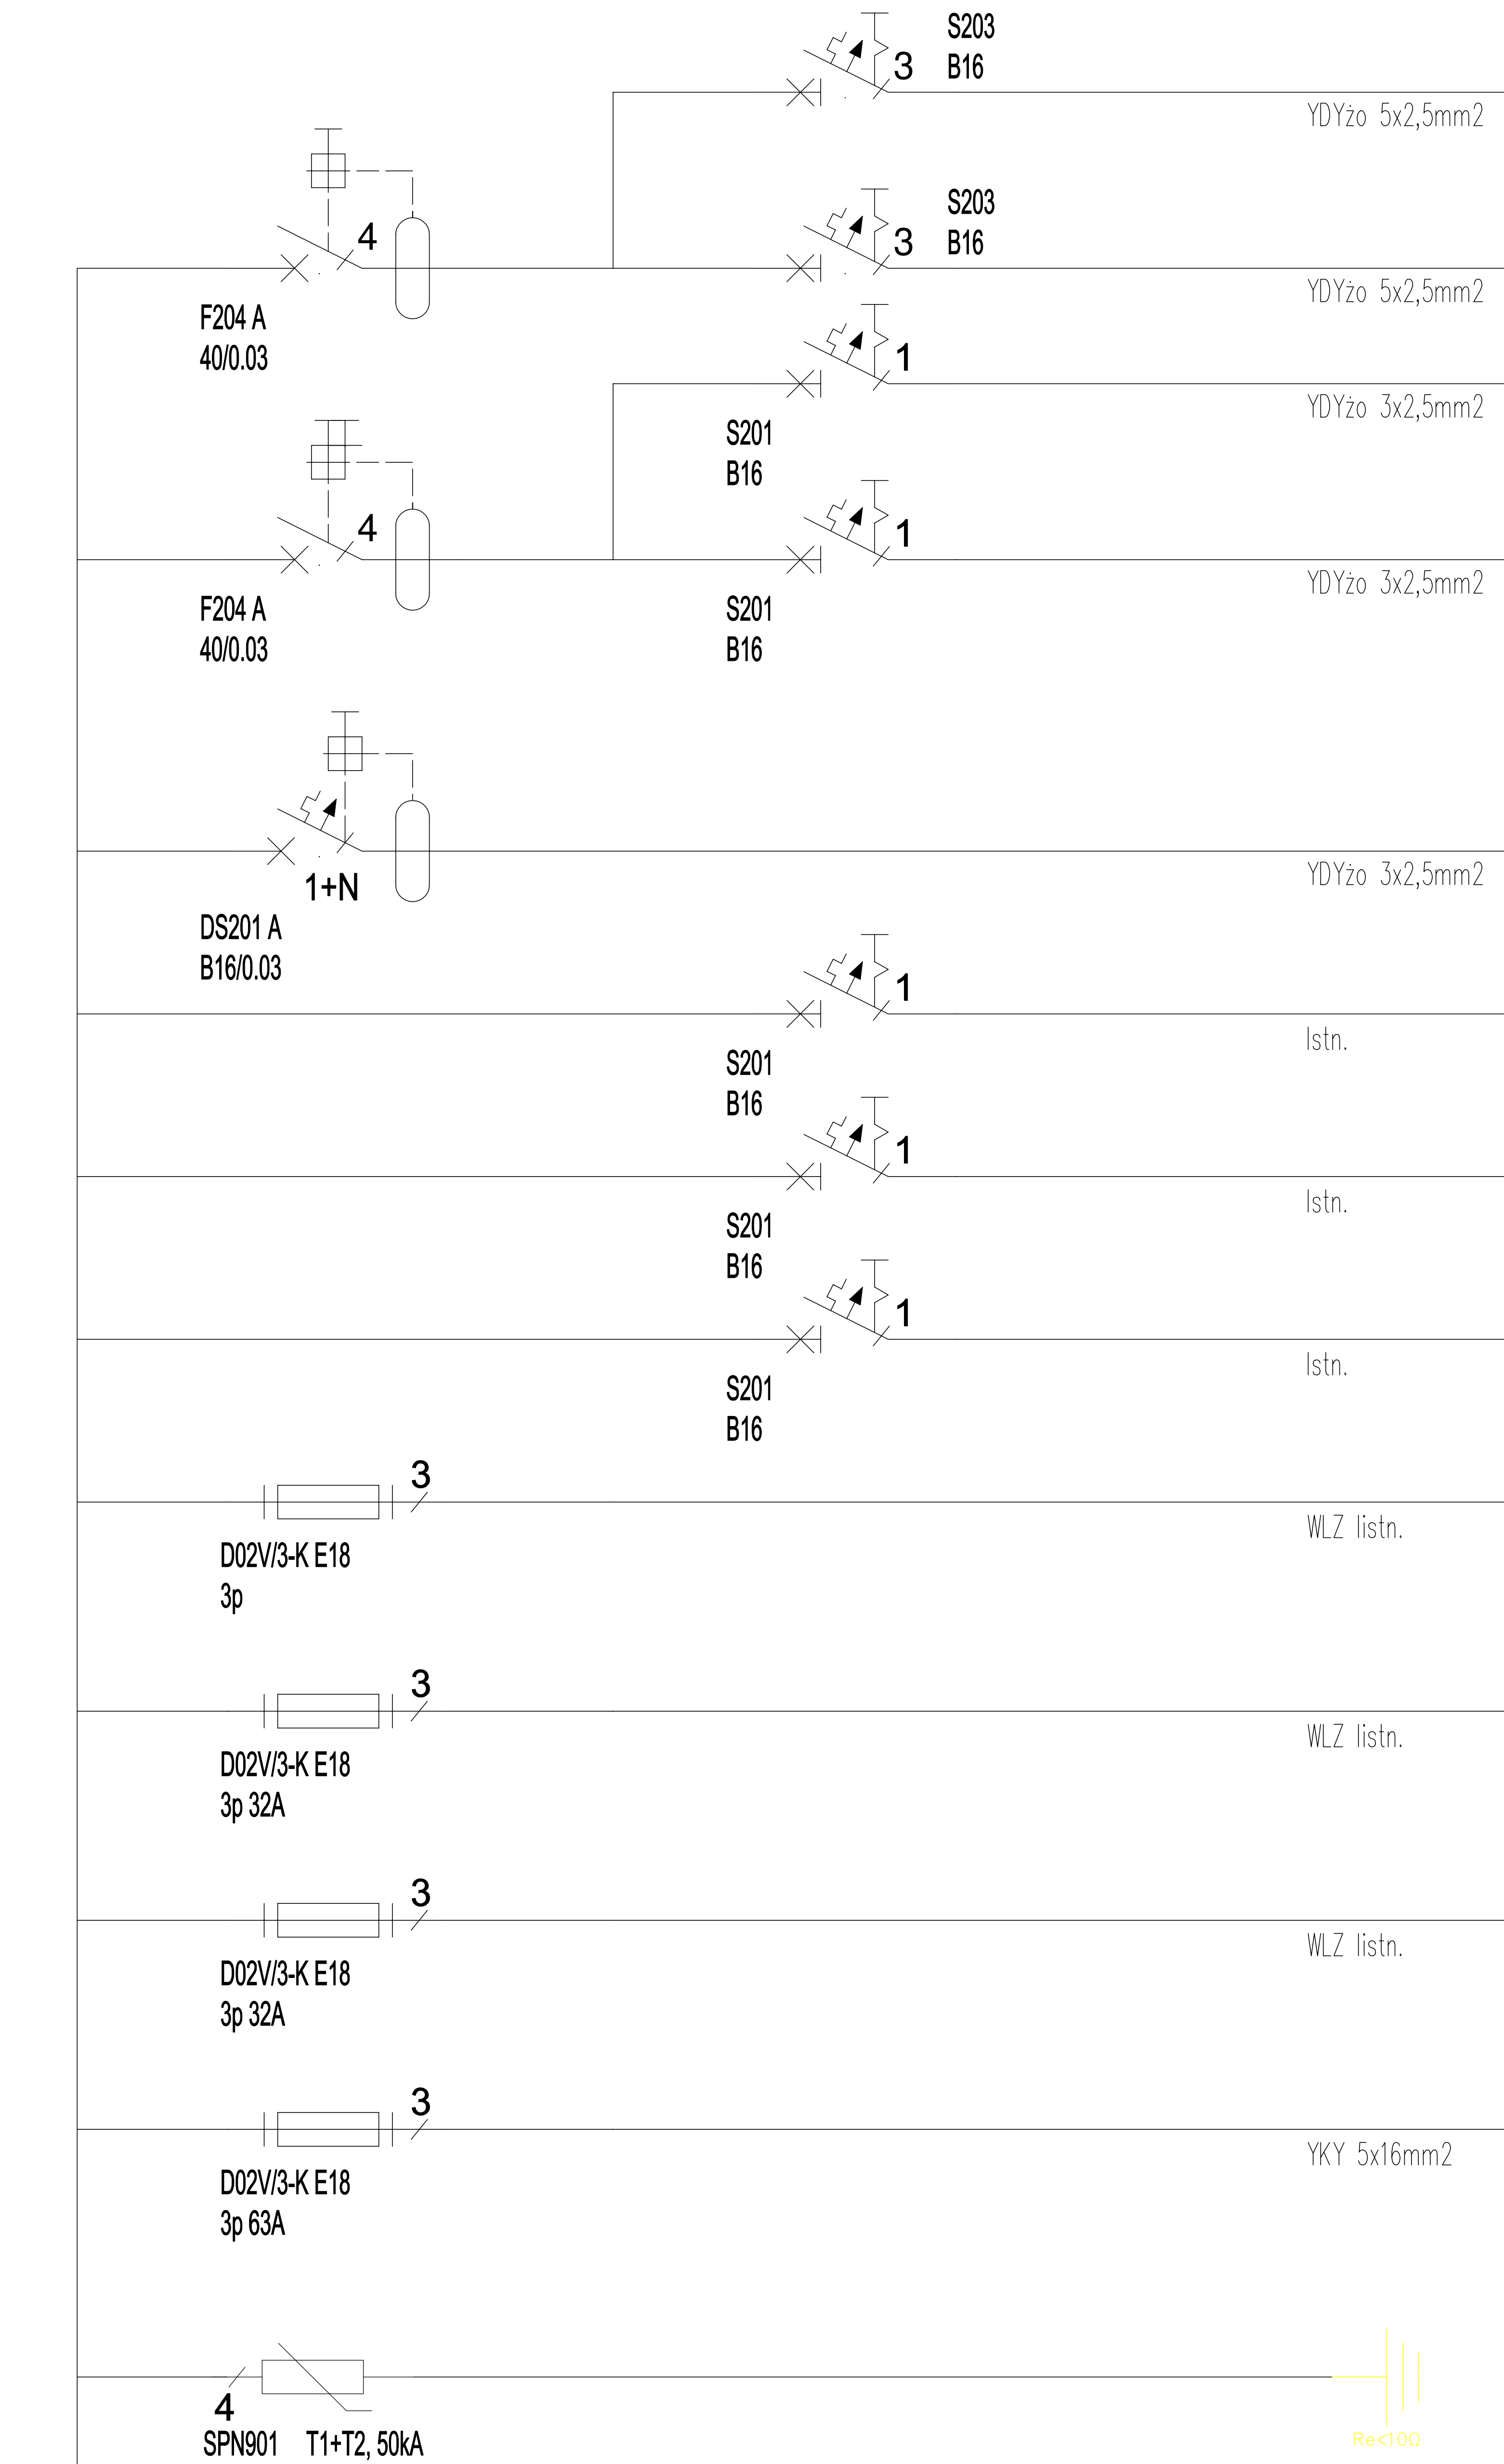 S203
B16
3
YDYżo 5x2,5mm2
S203
B16
3
4
YDYżo 5x2,5mm2
F204 A
40/0.03
1
YDYżo 3x2,5mm2
S201
B16
4
1
YDYżo 3x2,5mm2
F204 A
40/0.03
S201
B16
YDYżo 3x2,5mm2
1+N
DS201 A
B16/0.03
1
Istn.
S201
B16
1
Istn.
S201
B16
1
Istn.
S201
B16
3
WLZ Iistn.
D02V/3-K E18
3p
3
WLZ Iistn.
D02V/3-K E18
3p 32A
3
WLZ Iistn.
D02V/3-K E18
3p 32A
3
YKY 5x16mm2
D02V/3-K E18
3p 63A
4
SPN901 T1+T2, 50kA
Re<10Ω